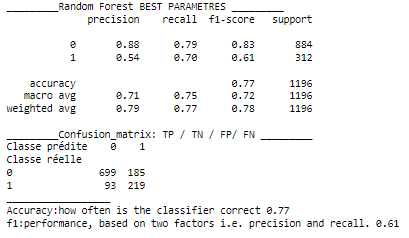 _________Random Forest BEST PARAMETRES _________
precision recall f1-score support
0 0.88 0.79 0.83 884
1 0.54 0.70 0.61 312
accuracy 0.77 1196
macro avg 0.71 0.75 0.72 1196
weighted avg 0.79 0.77 0.78 1196
_________Confusion_matrix: TP / TN / FP/ FN _________
Classe prédite 0 1
Classe réelle
0 699 185
1 93 219
__________________
Accuracy:how often is the classifier correct 0.77
f1:performance, based on two factors i.e. precision and recall. 0.61